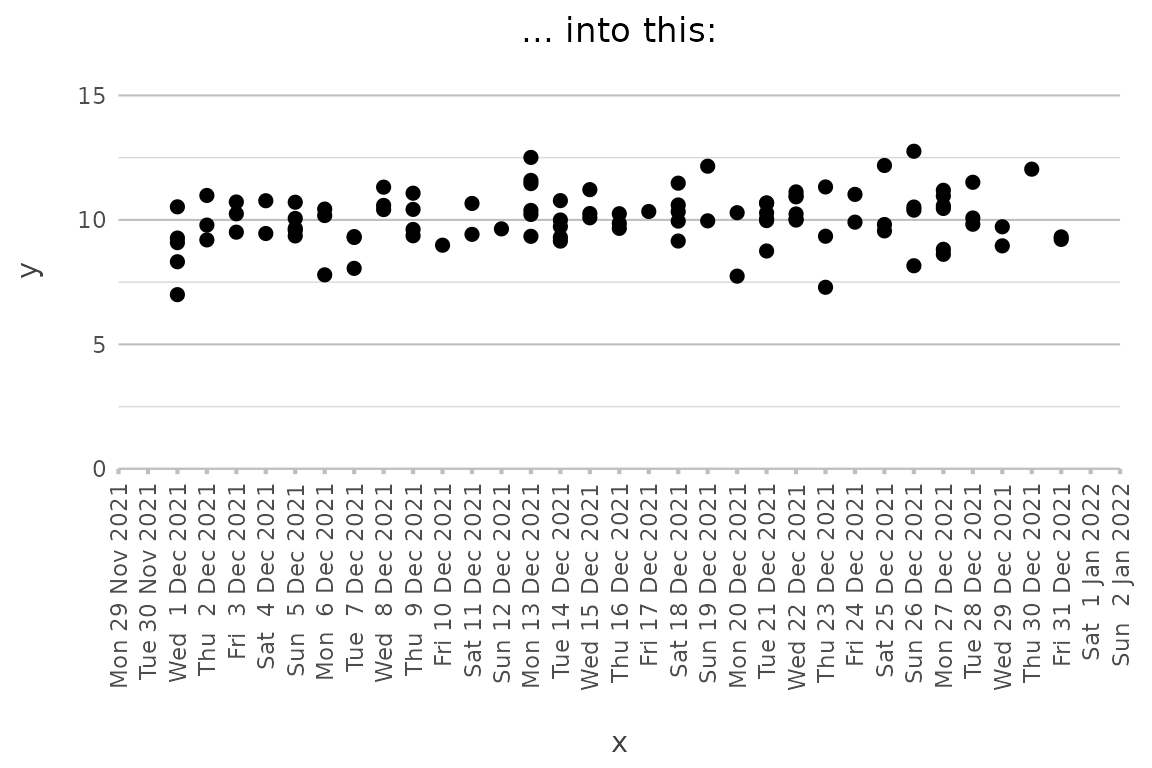 ... into this:
15
10
5
0
y
Mon 29 Nov 2021
Tue 30 Nov 2021
Wed  1 Dec 2021
Thu  2 Dec 2021
Fri  3 Dec 2021
Sat  4 Dec 2021
Sun  5 Dec 2021
Mon  6 Dec 2021
Tue  7 Dec 2021
Wed  8 Dec 2021
Thu  9 Dec 2021
Fri 10 Dec 2021
Sat 11 Dec 2021
Sun 12 Dec 2021
Mon 13 Dec 2021
Tue 14 Dec 2021
Wed 15 Dec 2021
Thu 16 Dec 2021
Fri 17 Dec 2021
Sat 18 Dec 2021
Sun 19 Dec 2021
Mon 20 Dec 2021
Tue 21 Dec 2021
Wed 22 Dec 2021
Thu 23 Dec 2021
Fri 24 Dec 2021
Sat 25 Dec 2021
Sun 26 Dec 2021
Mon 27 Dec 2021
Tue 28 Dec 2021
Wed 29 Dec 2021
Thu 30 Dec 2021
Fri 31 Dec 2021
Sat  1 Jan 2022
Sun  2 Jan 2022
x